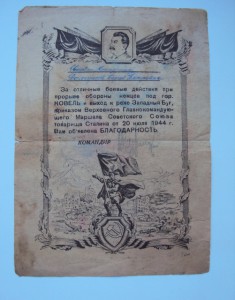 За отличные боевые действия при
прорыве обороны немцев под гор.
КОВЕЛЬ и выход к реке Западный Буг,
приказом Верховного Главнокомандую-
щего Маршала Советского Союза
товарища Сталина от 20 июля 1944 г.
Вам объявлена БЛАГОДАРНОСТЬ.
КОМАНДИР